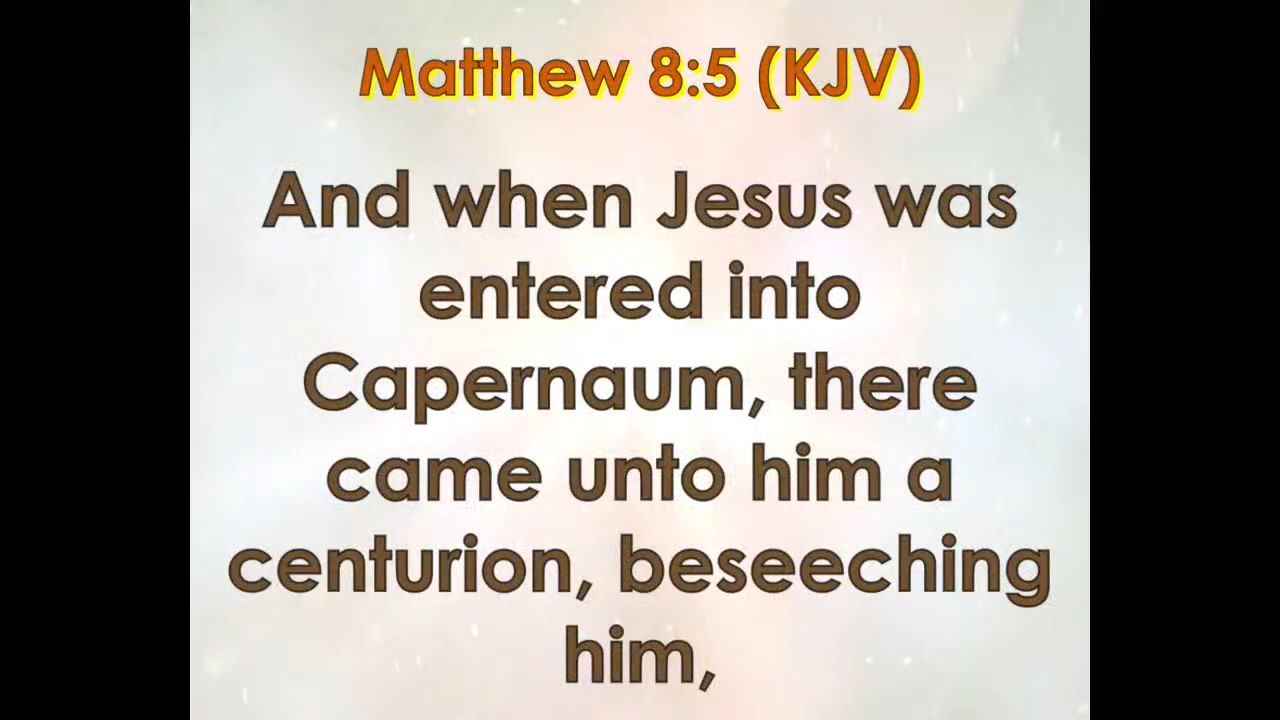 Matthew 8:5 (KJV)
And when Jesus was
entered into
Capernaum, there
came unto him a
centurion, beseeching
him,